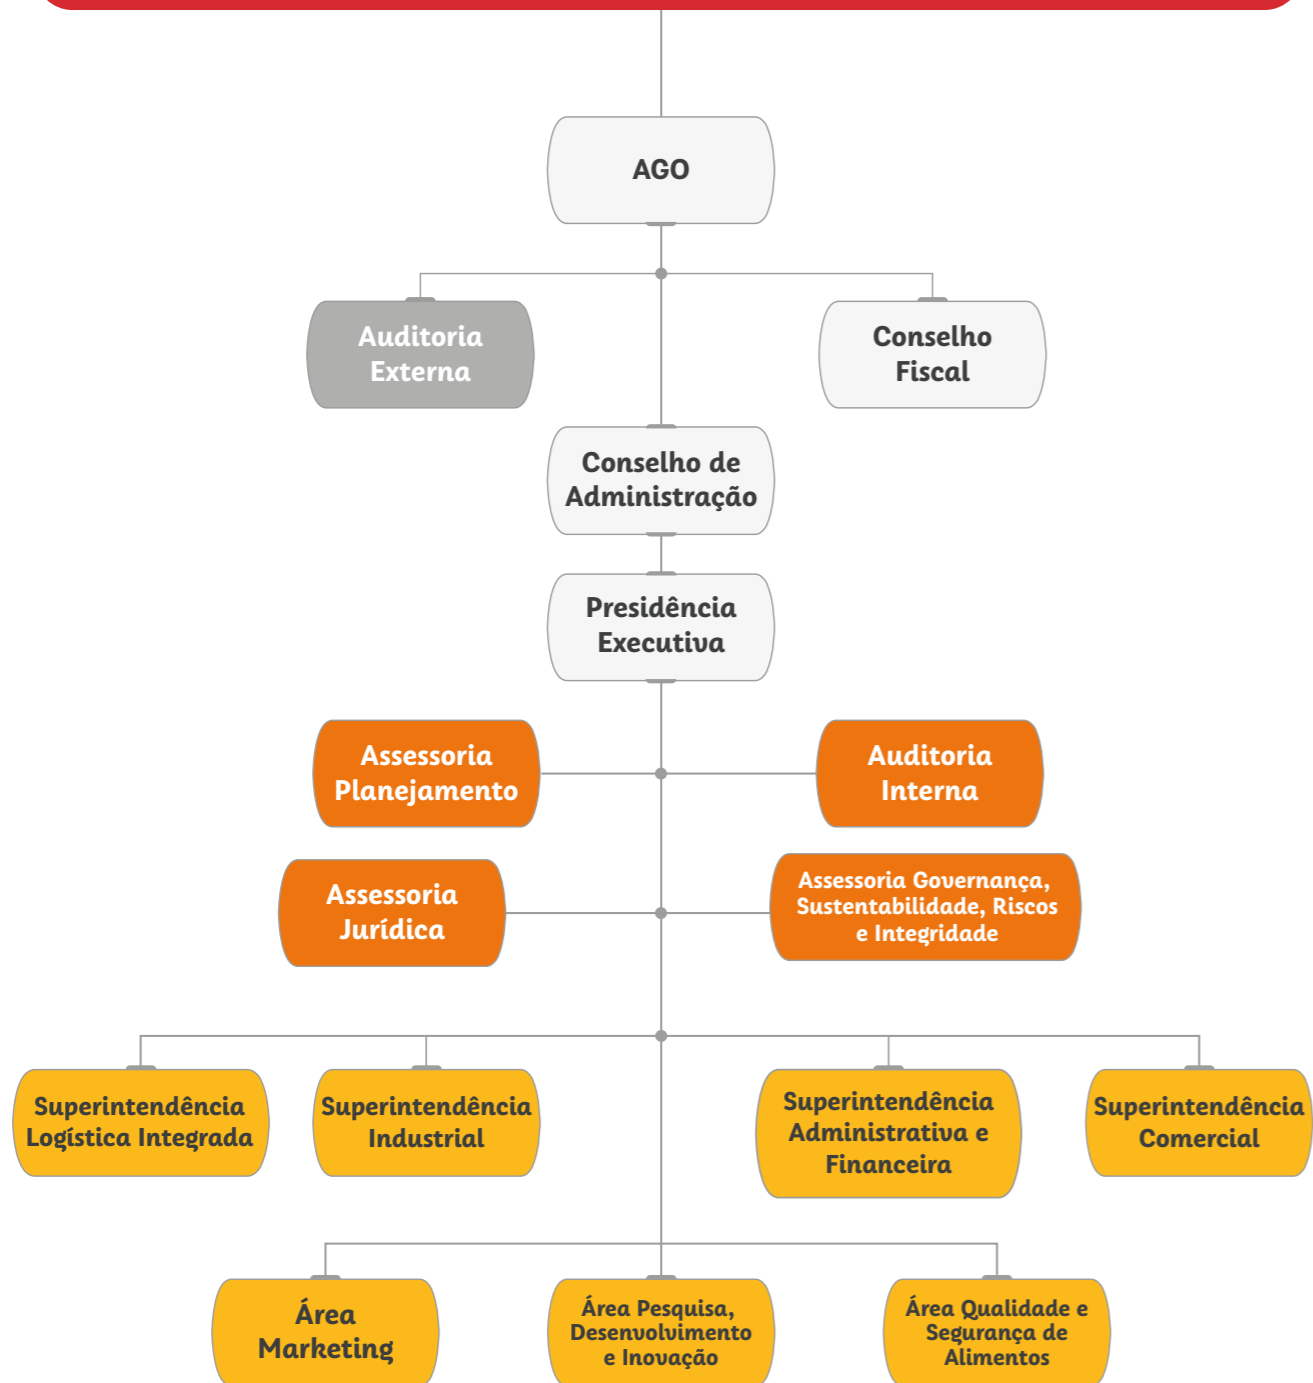 AGO
Auditoria
Externa
Conselho
Fiscal
Conselho de
Administração
Presidência
Executiva
Assessoria
Planejamento
Auditoria
Interna
Assessoria
Jurídica
Assessoria Governança,
Sustentabilidade, Riscos
e Integridade
Superintendência
Logística Integrada
Superintendência
Industrial
Superintendência
Administrativa e
Financeira
Superintendência
Comercial
Área
Marketing
Área Pesquisa,
Desenvolvimento
e Inovação
Área Qualidade e
Segurança de
Alimentos